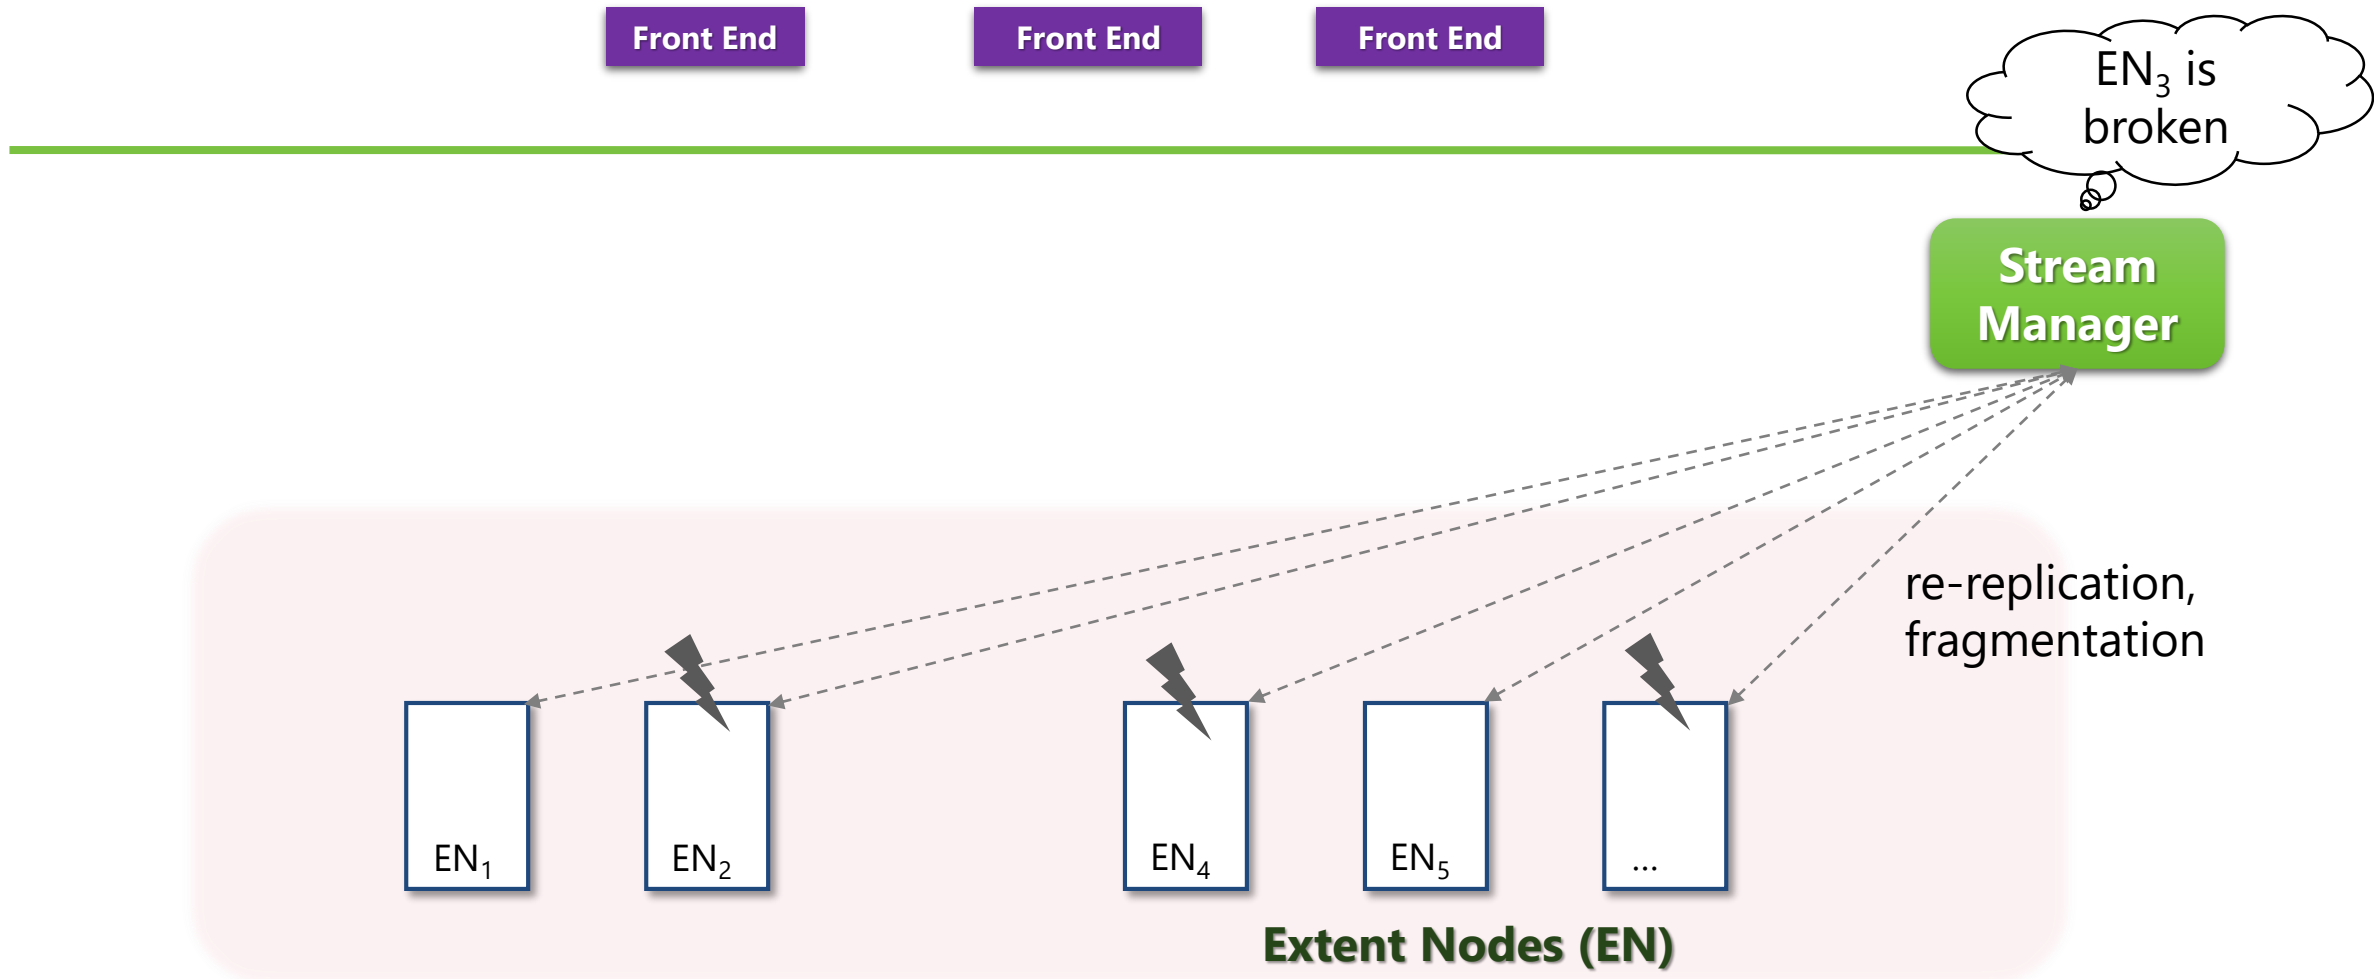 Front End
Front End
Front End
EN₃ is
broken
Stream
Manager
re-replication,
fragmentation
EN₁
EN₂
EN₄
EN₅
...
Extent Nodes (EN)